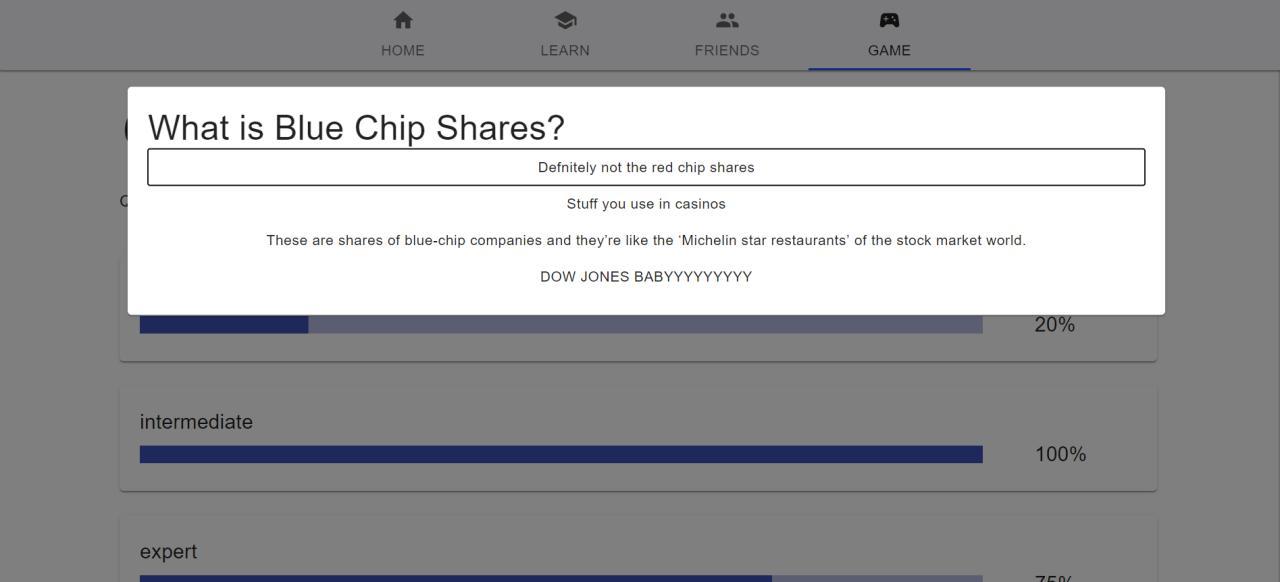 HOME
LEARN
FRIENDS
GAME
What is Blue Chip Shares?
Defnitely not the red chip shares
Stuff you use in casinos
These are shares of blue-chip companies and they’re like the ‘Michelin star restaurants’ of the stock market world.
DOW JONES BABYYYYYYYYY
20%
intermediate
100%
expert
75%